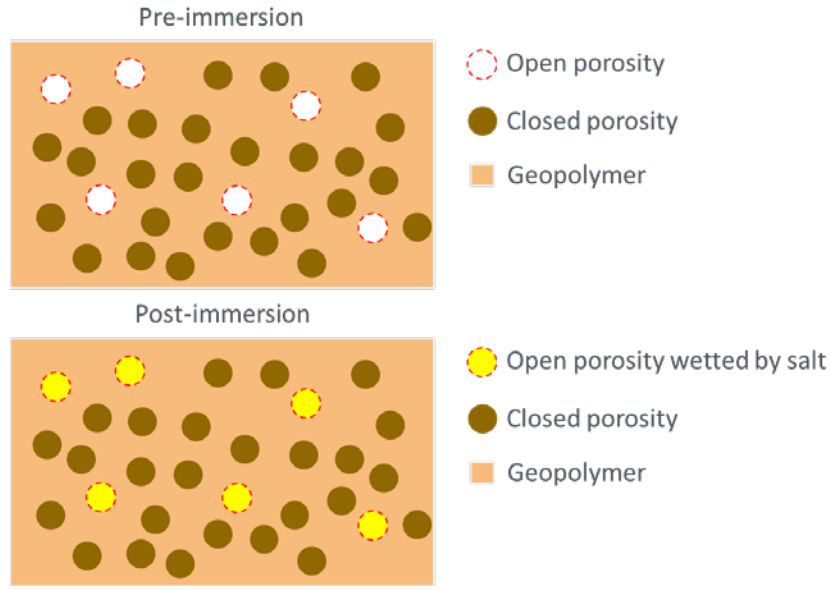 Pre-immersion
Open porosity
Closed porosity
Geopolymer
Post-immersion
Open porosity wetted by salt
Closed porosity
Geopolymer